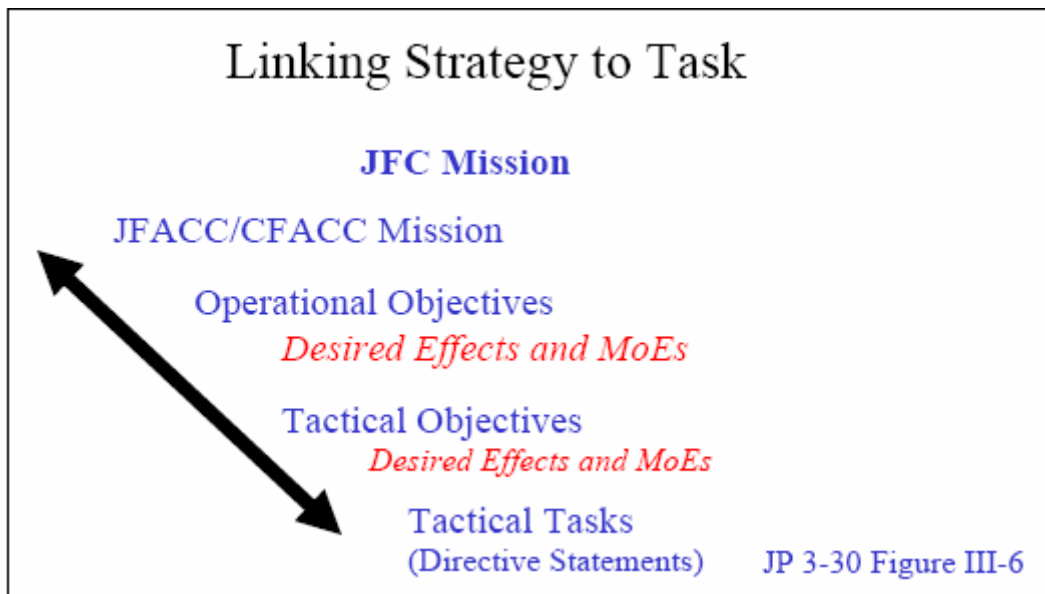 Linking Strategy to Task
JFC Mission
JFACC/CFACC Mission
Operational Objectives
Desired Effects and MoEs
Tactical Objectives
Desired Effects and MoEs
Tactical Tasks
(Directive Statements) JP 3-30 Figure III-6